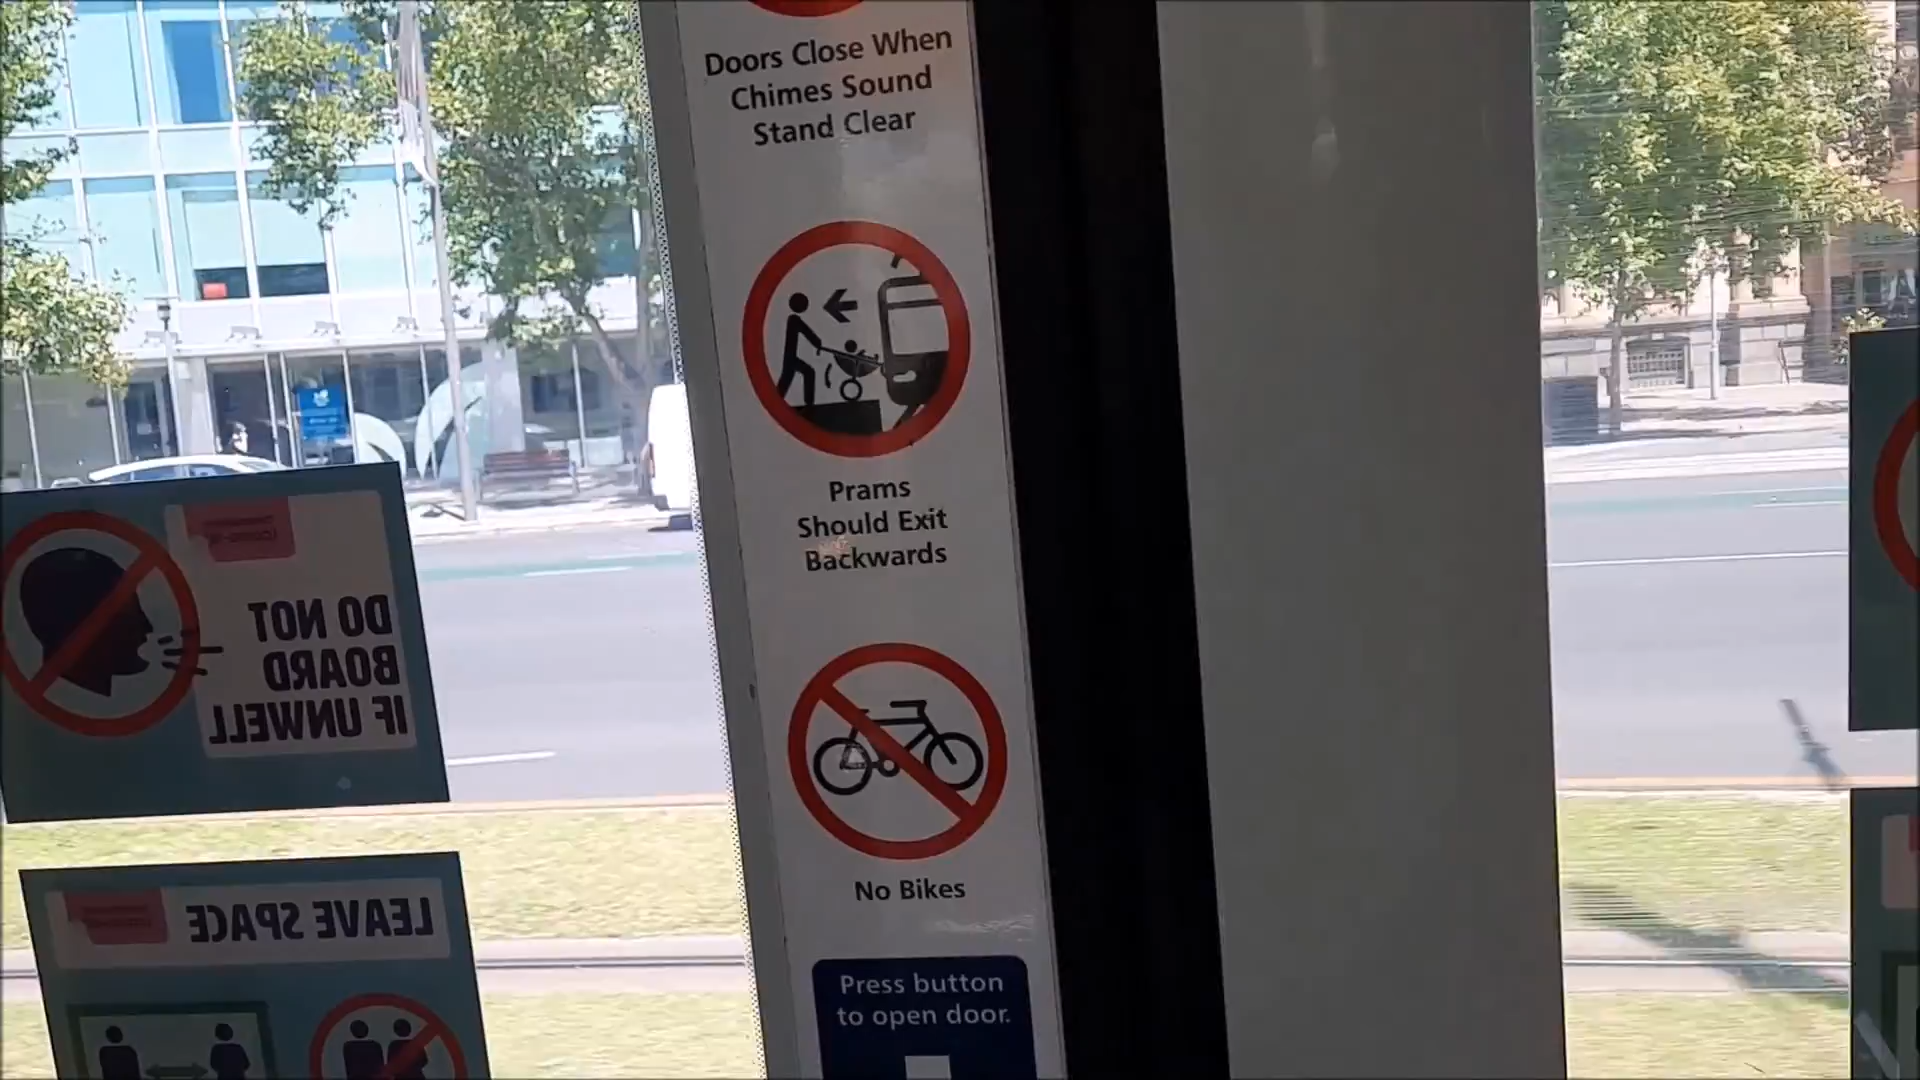 Doors Close When
Chimes Sound
Stand Clear
Prams
Should Exit
Backwards
No Bikes
Press button
to open door.
DO NOT
BOARD
IF UNWELL
LEAVE SPACE